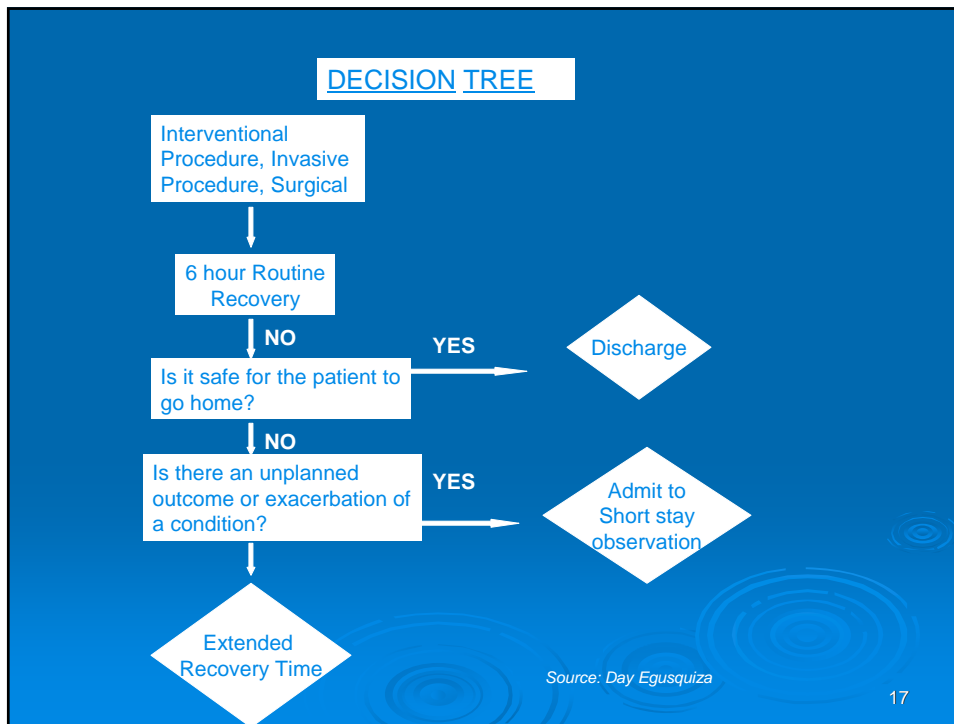 DECISION TREE
Interventional
Procedure, Invasive
Procedure, Surgical
6 hour Routine
Recovery
NO
YES
Discharge
Is it safe for the patient to
go home?
NO
Is there an unplanned
outcome or exacerbation of
a condition?
YES
Admit to
Short stay
observation
Extended
Recovery Time
Source: Day Egusquiza
17